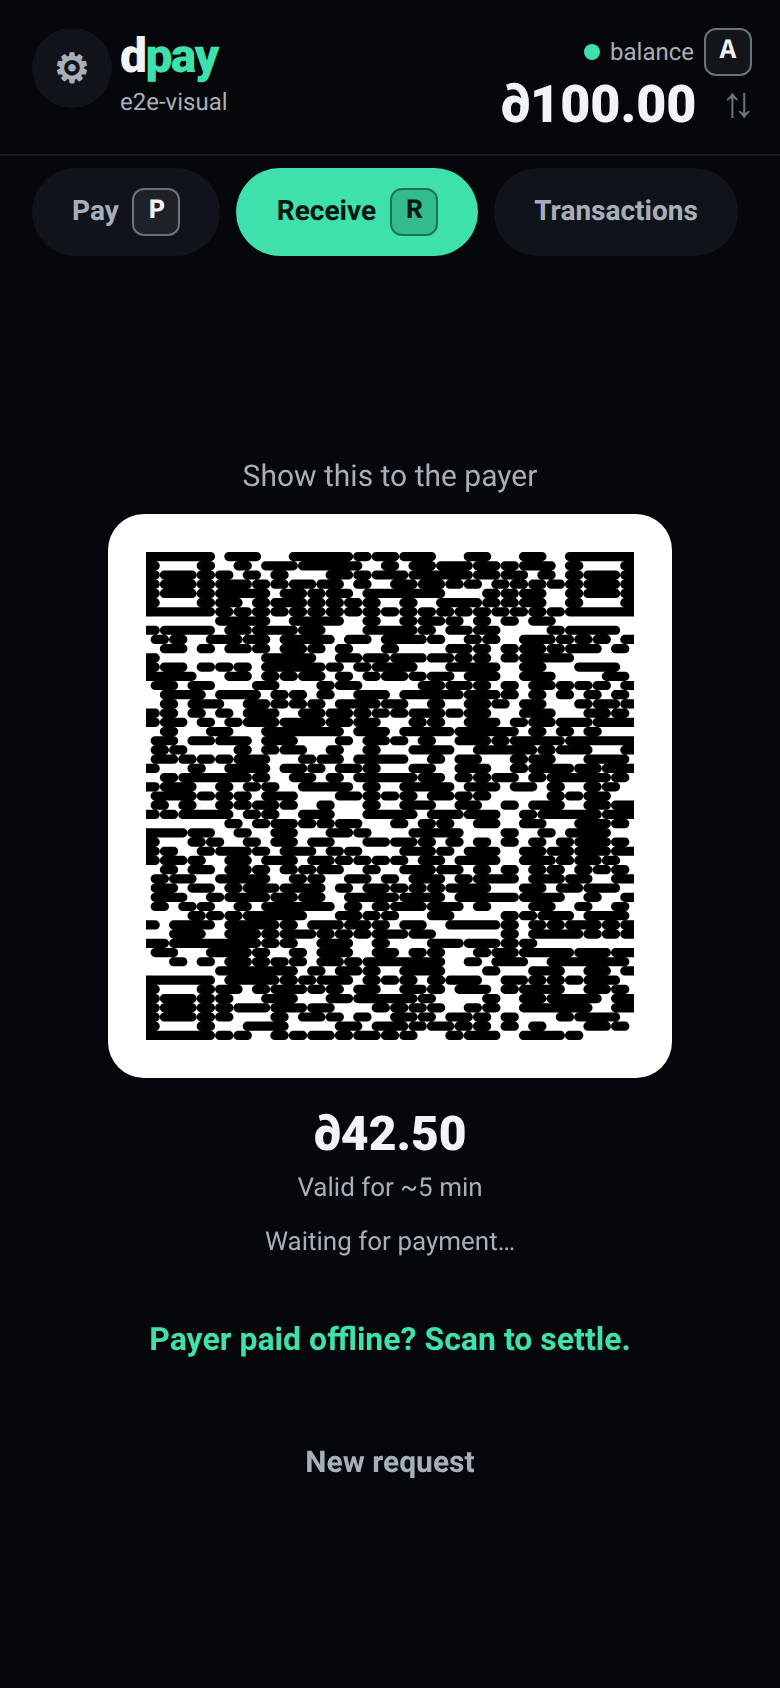 dpay
e2e-visual
balance A
∂100.00
Pay P
Receive R
Transactions
Show this to the payer
∂42.50
Valid for ~5 min
Waiting for payment…
Payer paid offline? Scan to settle.
New request